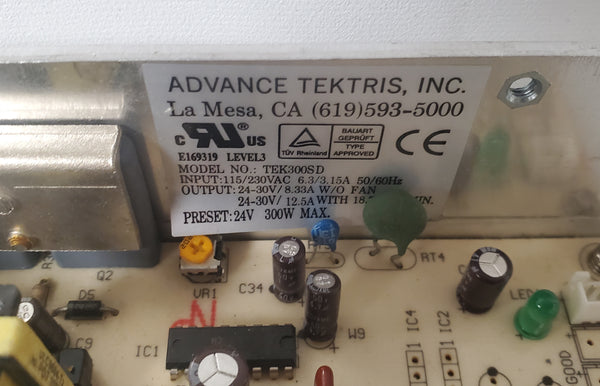 ADVANCE TEKTRIS, INC.
La Mesa, CA (619)593-5000
c RU US
TÜV Rheinland
BAUART GEPRÜFT
TYPE APPROVED
CE
E169319 LEVEL3
MODEL NO.: TEK300SD
INPUT:115/230VAC 6.3/3.15A 50/60Hz
OUTPUT: 24-30V/ 8.33A W/O FAN
24-30V/ 12.5A WITH
PRESET:24V 300W MAX.
Q2
VR1
C34
RT4
D5
C9
IC1
W9
IC4
IC2
LED
GOOD